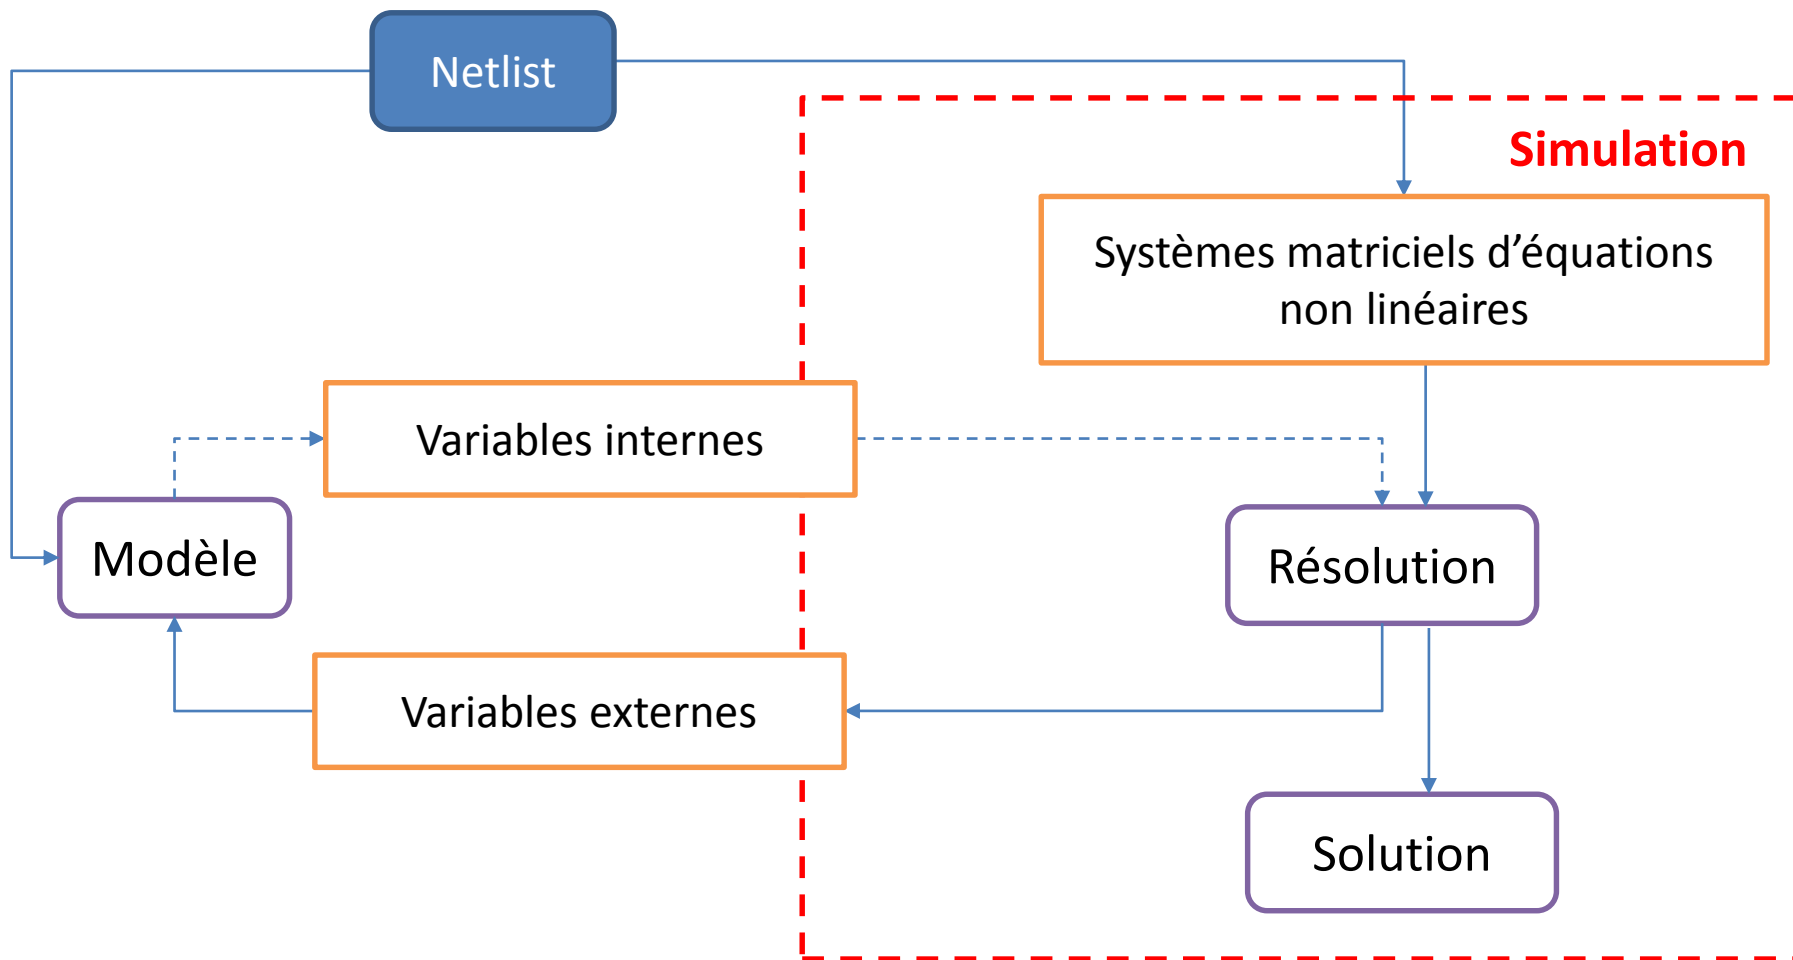 Netlist
Simulation
Systèmes matriciels d’équations
non linéaires
Variables internes
Modèle
Résolution
Variables externes
Solution